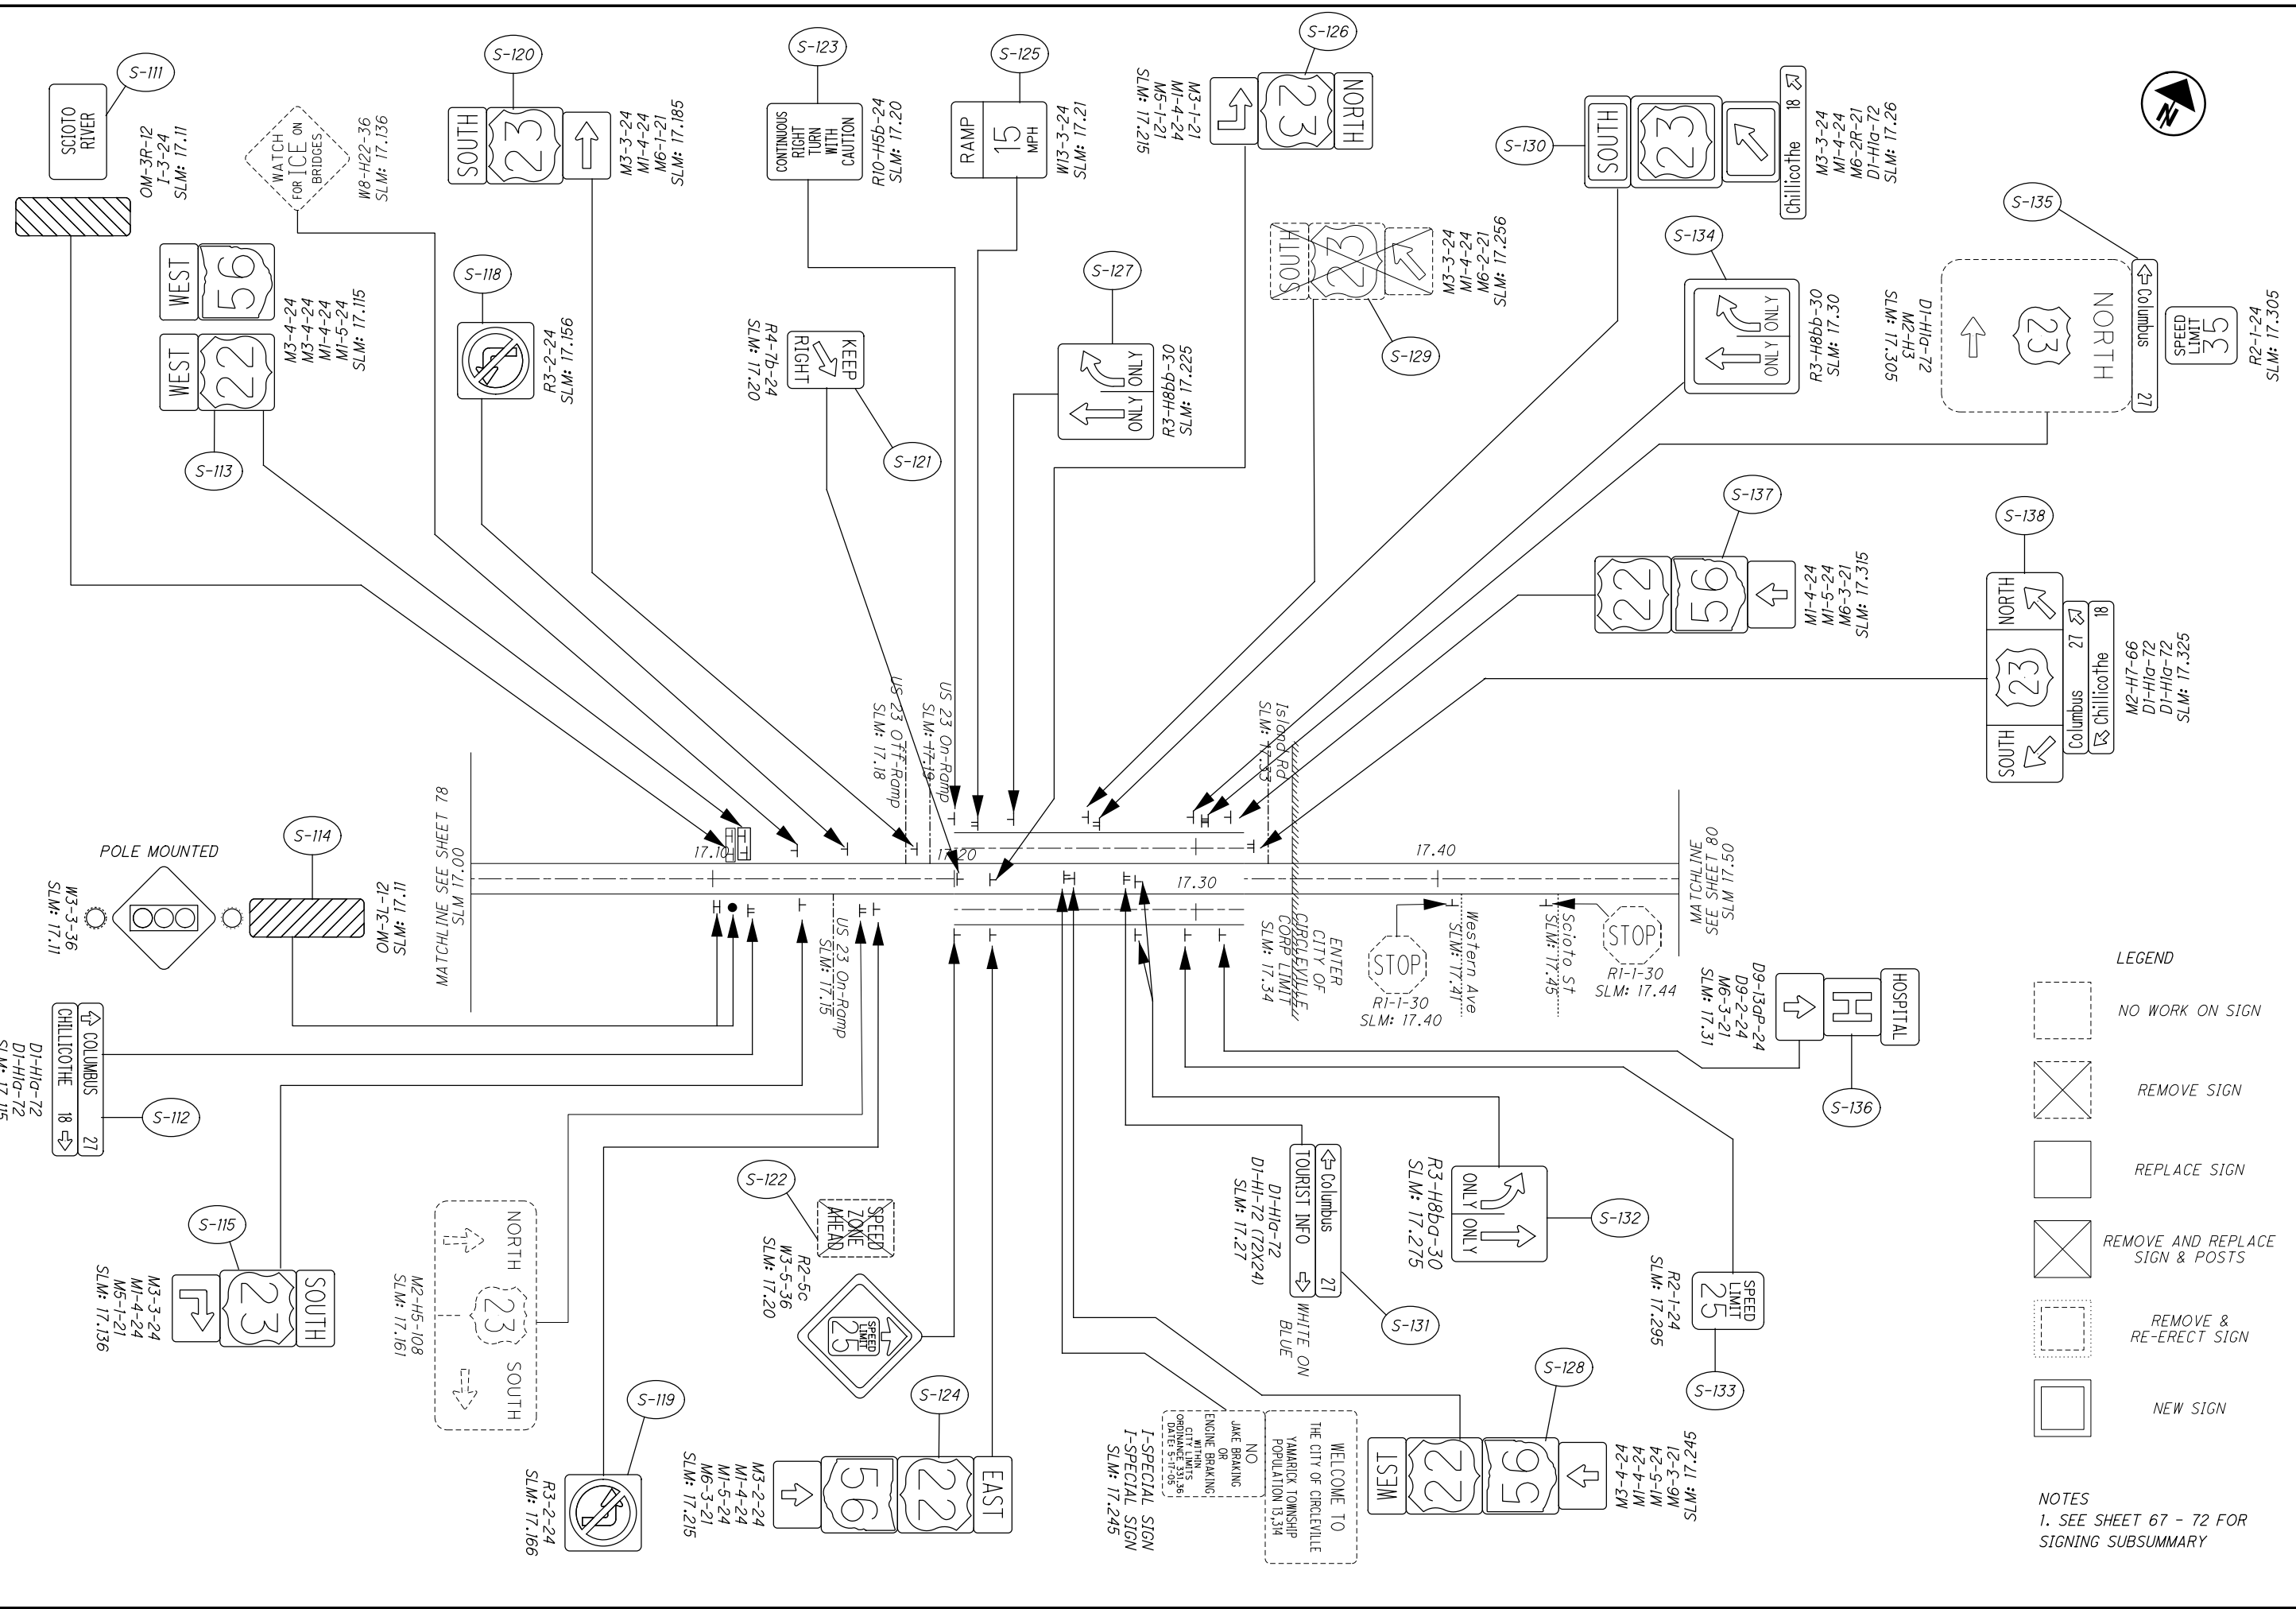 S-111
SCIOTO
RIVER
OM-3R-12
I-3-24
SLM: 17.11
WATCH
FOR ICE ON
BRIDGES
W8-H22-36
SLM: 17.136
S-120
SOUTH
23
M3-3-24
M1-4-24
M6-1-21
SLM: 17.185
S-123
CONTINUOUS
RIGHT
TURN
WITH
CAUTION
R10-H5b-24
SLM: 17.20
S-125
RAMP
15
MPH
W13-3-24
SLM: 17.21
S-126
NORTH
23
M3-1-21
M1-4-24
M5-1-21
SLM: 17.215
S-130
SOUTH
23
Chillicothe 18
M3-3-24
M1-4-24
M6-2R-21
D1-H1a-72
SLM: 17.26
N
S-135
NORTH
23
Columbus 27
D1-H1a-72
M2-H3
SLM: 17.305
SPEED
LIMIT
35
R2-1-24
SLM: 17.305
WEST
56
WEST
22
M3-4-24
M3-4-24
M1-4-24
M1-5-24
SLM: 17.115
S-113
S-118
R3-2-24
SLM: 17.156
KEEP
RIGHT
R4-7b-24
SLM: 17.20
S-121
S-127
ONLY
ONLY
R3-H8bb-30
SLM: 17.225
SOUTH
23
M3-3-24
M1-4-24
M6-2-21
SLM: 17.256
S-129
S-134
ONLY
ONLY
R3-H8bb-30
SLM: 17.30
S-137
22
56
M1-4-24
M1-5-24
M6-3-21
SLM: 17.315
S-138
NORTH
23
SOUTH
Columbus 27
Chillicothe 18
M2-H7-66
D1-H1a-72
D1-H1a-72
SLM: 17.325
MATCHLINE SEE SHEET 78
SLM 17.00
US 23 Off-Ramp
SLM: 17.18
US 23 On-Ramp
SLM: 17.19
Island Rd
SLM: 17.33
17.10
17.20
17.30
17.40
MATCHLINE
SEE SHEET 80
SLM 17.50
US 23 On-Ramp
SLM: 17.15
ENTER
CITY OF
CIRCLEVILLE
CORP LIMIT
SLM: 17.34
STOP
R1-1-30
SLM: 17.40
Western Ave
SLM: 17.41
Scioto St
SLM: 17.45
STOP
R1-1-30
SLM: 17.44
POLE MOUNTED
S-114
W3-3-36
SLM: 17.11
OM-3L-12
SLM: 17.11
COLUMBUS 27
CHILLICOTHE 18
D1-H1a-72
D1-H1a-72
SLM: 17.115
S-112
S-115
SOUTH
23
M3-3-24
M1-4-24
M5-1-21
SLM: 17.136
NORTH
23
SOUTH
M2-H5-108
SLM: 17.161
S-119
R3-2-24
SLM: 17.166
S-122
SPEED
ZONE
AHEAD
R2-5c
W3-5-36
SLM: 17.20
SPEED
LIMIT
25
S-124
EAST
22
56
M3-2-24
M1-4-24
M1-5-24
M6-3-21
SLM: 17.215
Columbus 27
TOURIST INFO
D1-H1a-72
D1-H1-72 (72X24)
SLM: 17.27
WHITE ON
BLUE
S-131
ONLY
ONLY
R3-H8ba-30
SLM: 17.275
S-132
SPEED
LIMIT
25
R2-1-24
SLM: 17.295
S-133
HOSPITAL
H
D9-13aP-24
D9-2-24
M6-3-21
SLM: 17.31
S-136
NO
JAKE BRAKING
OR
ENGINE BRAKING
WITHIN
CITY LIMITS
ORDINANCE 331.36
DATE: 5-17-05
WELCOME TO
THE CITY OF CIRCLEVILLE
YAMARICK TOWNSHIP
POPULATION 13,314
I-SPECIAL SIGN
I-SPECIAL SIGN
SLM: 17.245
S-128
WEST
22
56
M3-4-24
M1-4-24
M1-5-24
M6-3-21
SLM: 17.245
LEGEND
NO WORK ON SIGN
REMOVE SIGN
REPLACE SIGN
REMOVE AND REPLACE
SIGN & POSTS
REMOVE &
RE-ERECT SIGN
NEW SIGN
NOTES
1. SEE SHEET 67 - 72 FOR
SIGNING SUBSUMMARY